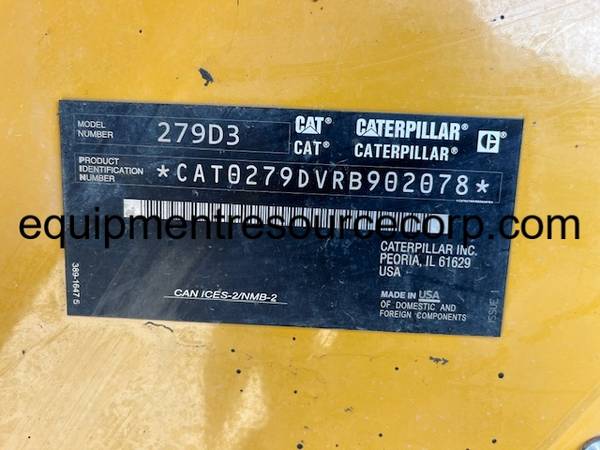 MODEL NUMBER 279D3 CAT® CATERPILLAR® C®
CAT® CATERPILLAR®
PRODUCT IDENTIFICATION NUMBER *CAT0279DVRB902078*
equipmentresourcecorp.com
CATERPILLAR INC.
PEORIA, IL 61629
USA
389-1647 5
CAN ICES-2/NMB-2
MADE IN USA
OF DOMESTIC AND
FOREIGN COMPONENTS
ISSUE 1